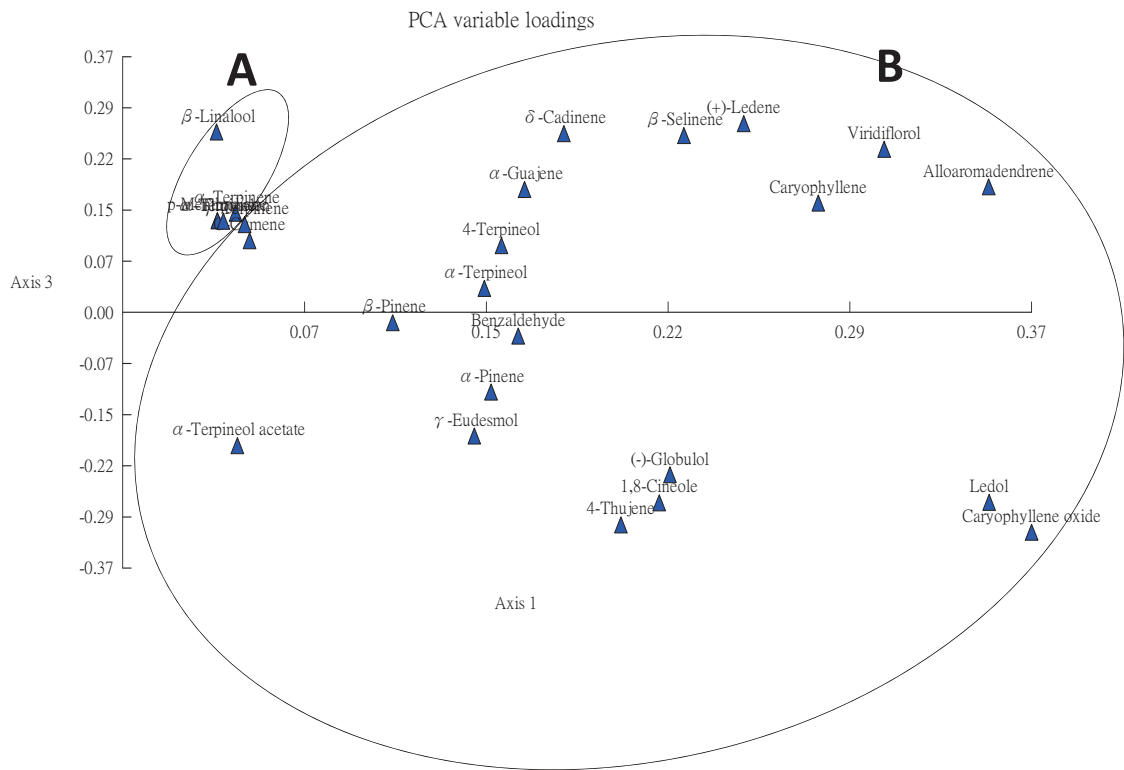 PCA variable loadings
A
B
0.37
0.29
0.22
0.15
0.07
0.00
-0.07
-0.15
-0.22
-0.29
-0.37
Axis 3
β-Linalool
α-Terpinene
δ-Cadinene
β-Selinene
(+)-Ledene
Viridiflorol
Alloaromadendrene
Caryophyllene
α-Guajene
4-Terpineol
α-Terpineol
β-Pinene
Benzaldehyde
0.07
0.15
0.22
0.29
0.37
α-Pinene
γ-Eudesmol
α-Terpineol acetate
(-)-Globulol
1,8-Cineole
4-Thujene
Ledol
Caryophyllene oxide
Axis 1